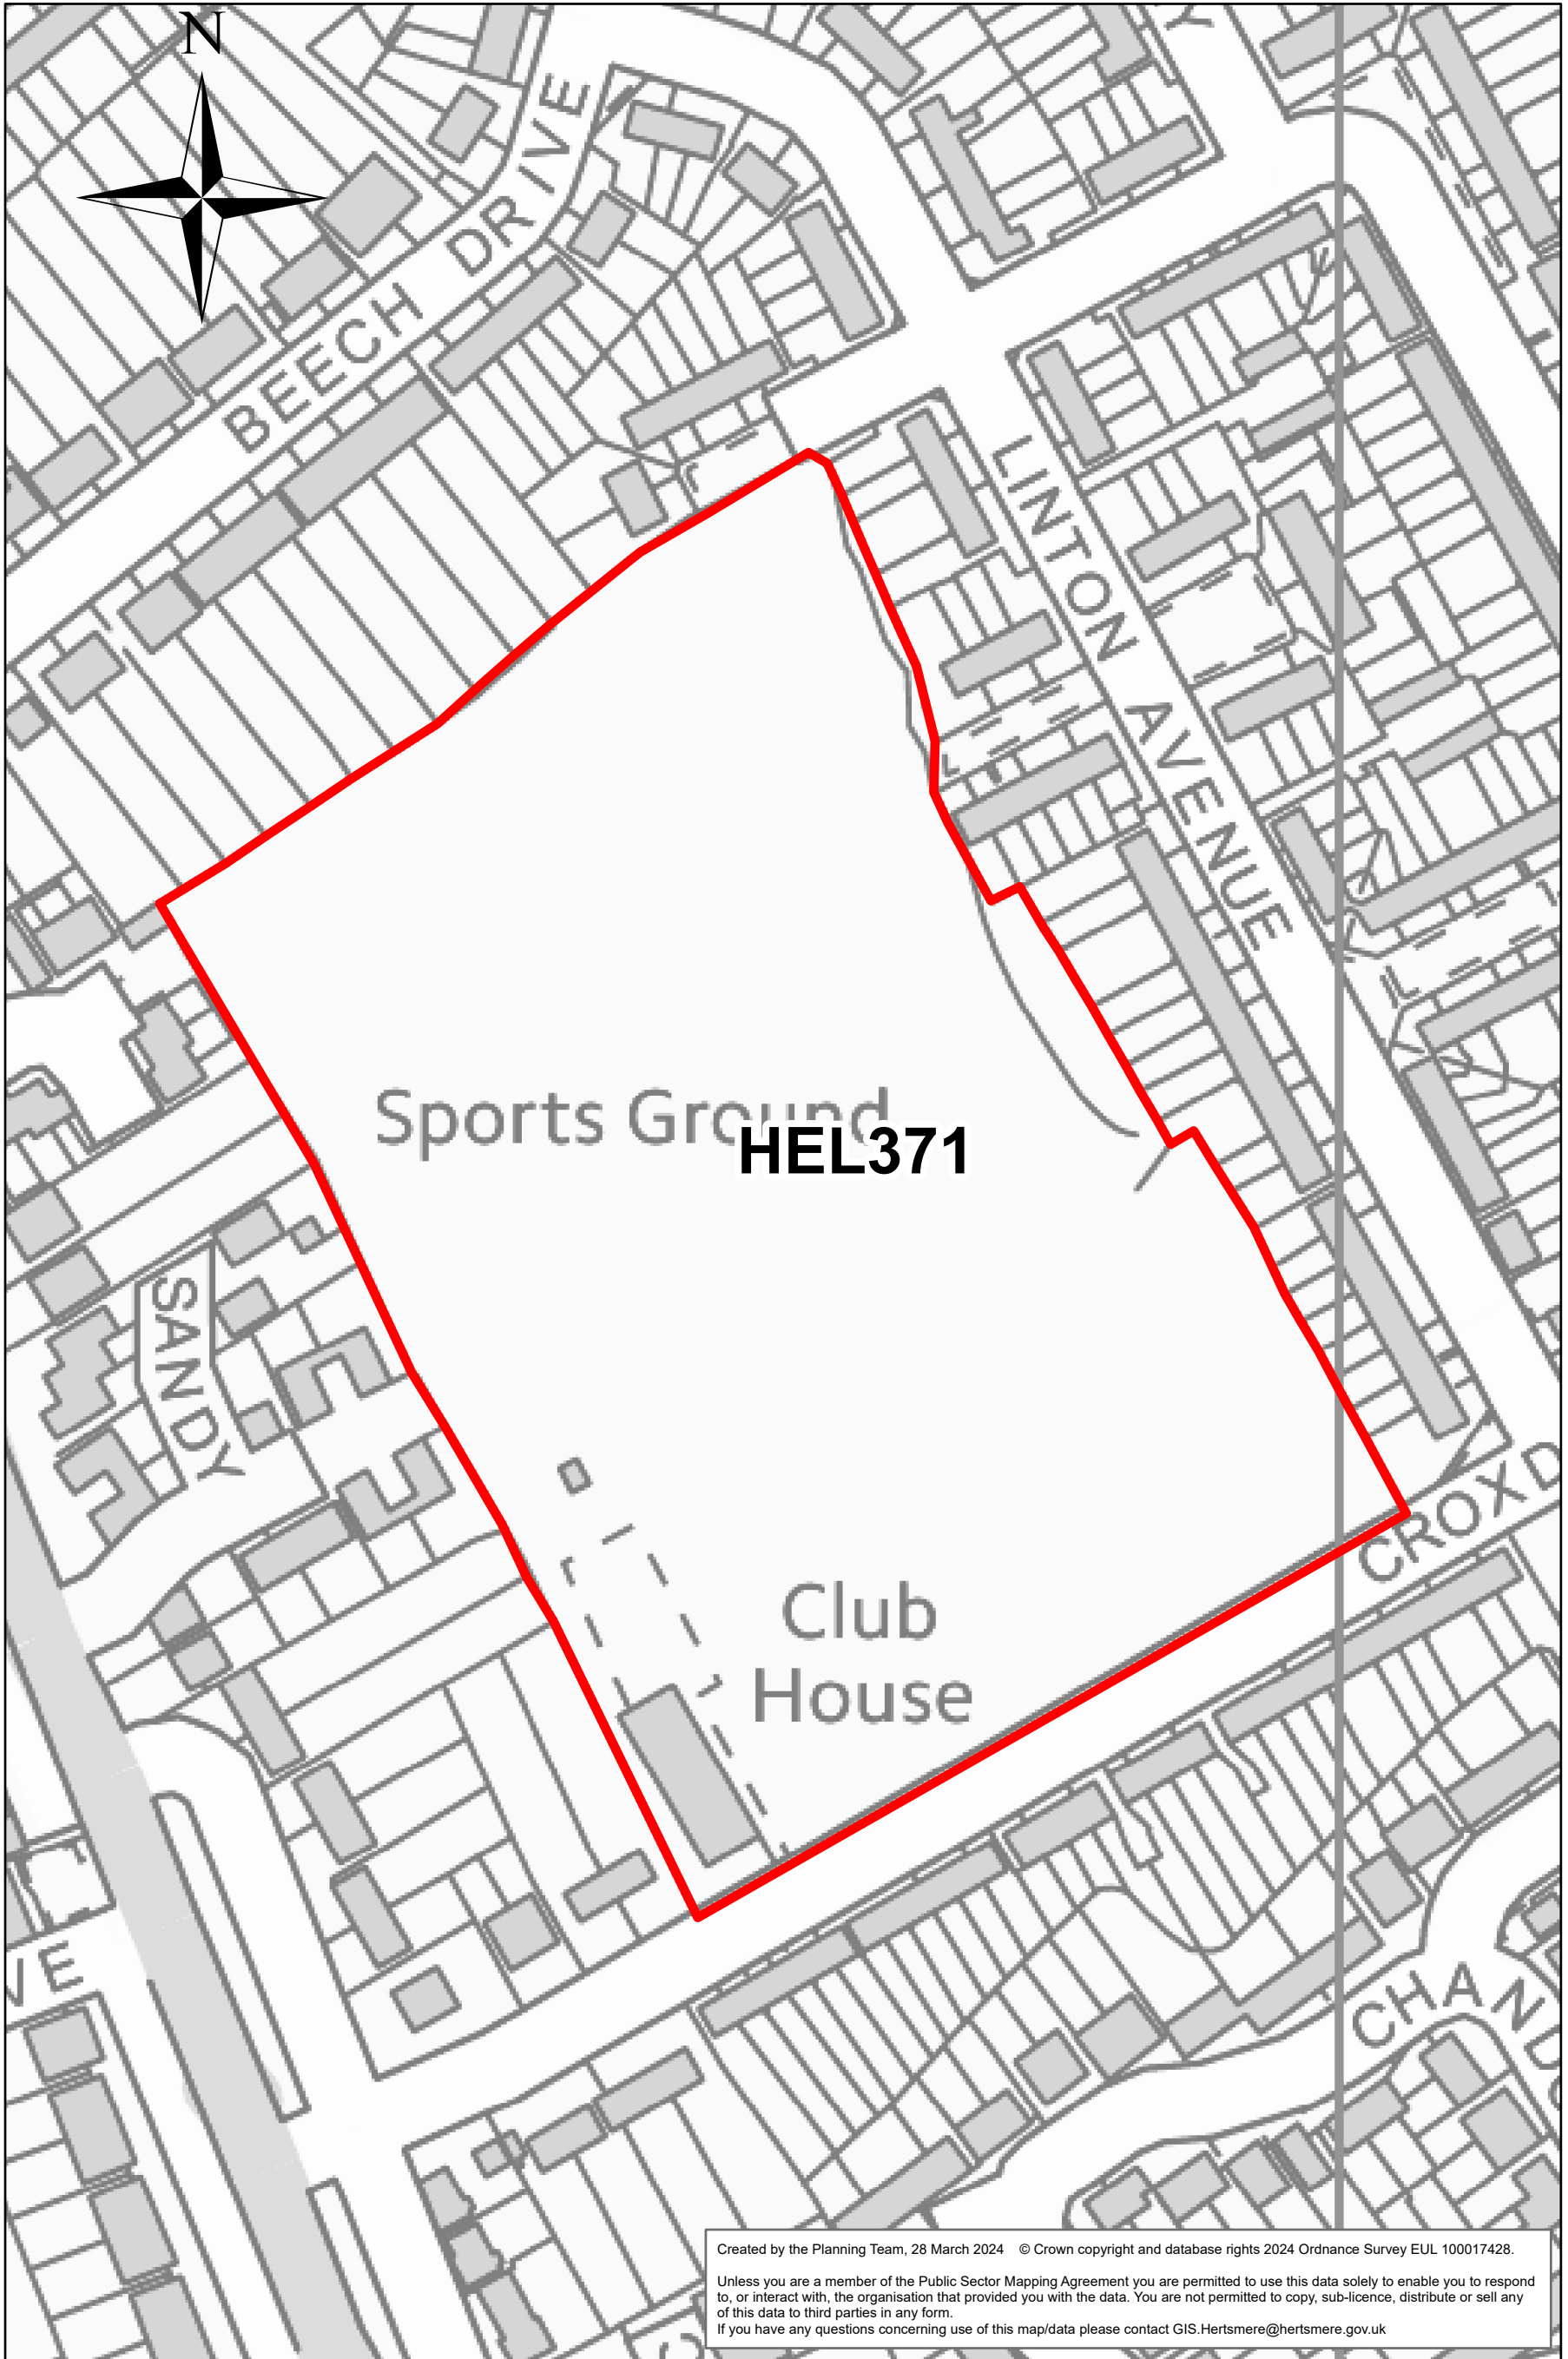 N
BEECH DRIVE
LINTON AVENUE
Sports Ground
HEL371
SANDY
CROXD
Club
House
VE
CHAND
Created by the Planning Team, 28 March 2024 © Crown copyright and database rights 2024 Ordnance Survey EUL 100017428.
Unless you are a member of the Public Sector Mapping Agreement you are permitted to use this data solely to enable you to respond
to, or interact with, the organisation that provided you with the data. You are not permitted to copy, sub-licence, distribute or sell any
of this data to third parties in any form.
If you have any questions concerning use of this map/data please contact GIS.Hertsmere@hertsmere.gov.uk